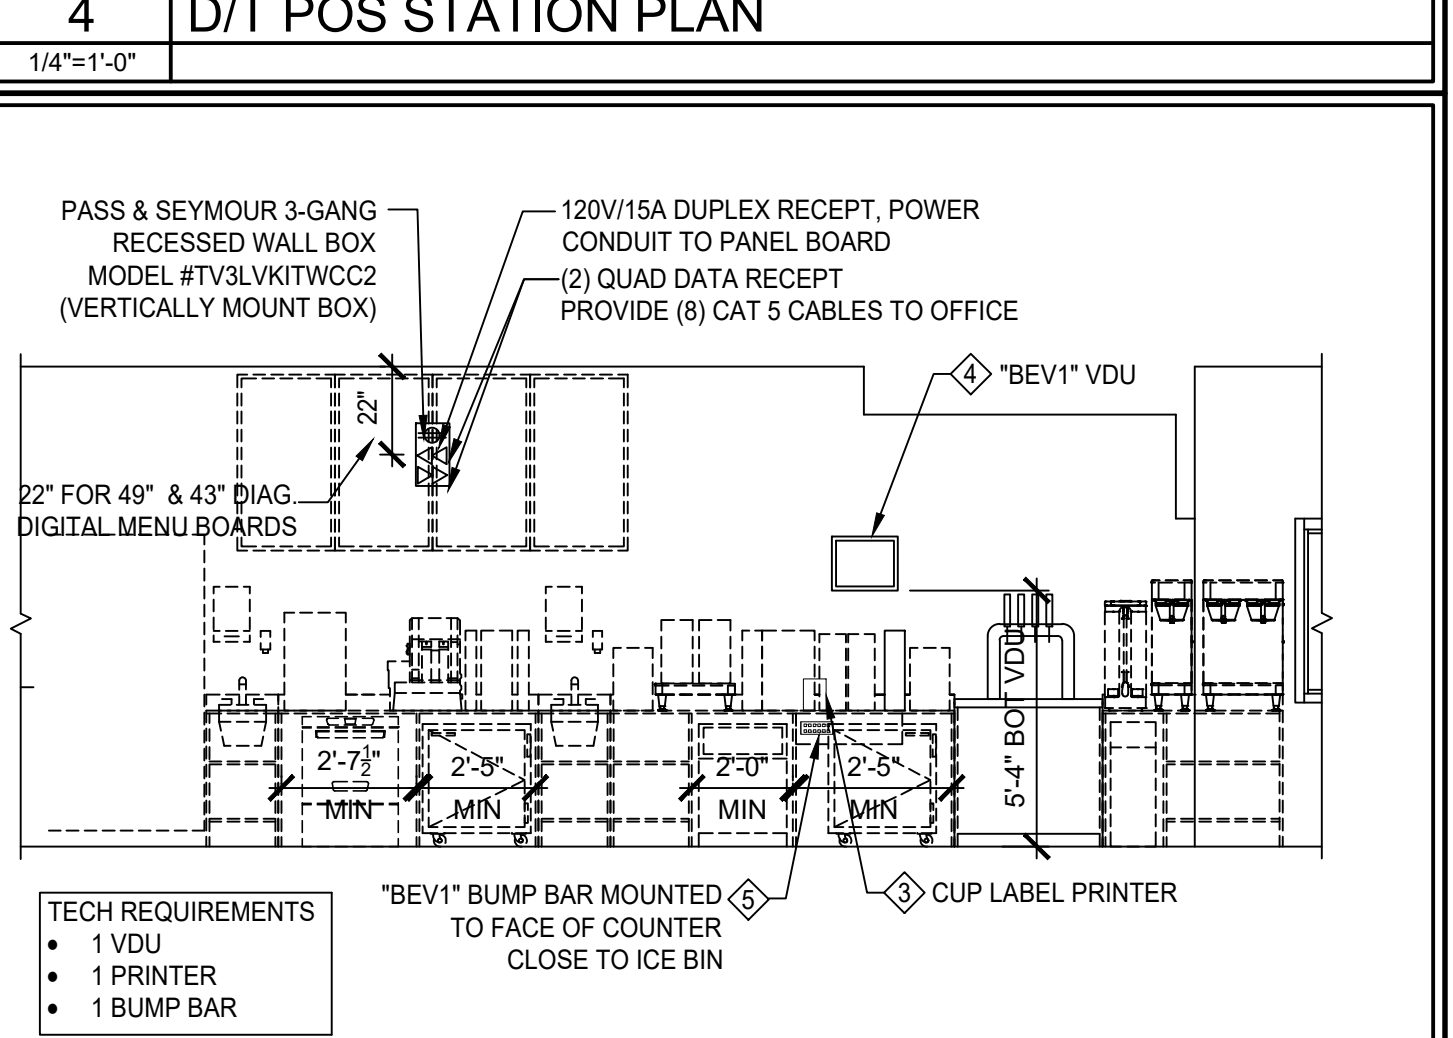 4
D/T POS STATION PLAN
1/4"=1'-0"
PASS & SEYMOUR 3-GANG
RECESSED WALL BOX
MODEL #TV3LVKITWCC2
(VERTICALLY MOUNT BOX)
120V/15A DUPLEX RECEPT, POWER
CONDUIT TO PANEL BOARD
(2) QUAD DATA RECEPT
PROVIDE (8) CAT 5 CABLES TO OFFICE
4 "BEV1" VDU
22"
22" FOR 49" & 43" DIAG.
DIGITAL MENU BOARDS
2'-7½"
MIN
2'-5"
MIN
2'-0"
MIN
2'-5"
MIN
5'-4" BOT VDU
"BEV1" BUMP BAR MOUNTED 5
TO FACE OF COUNTER
CLOSE TO ICE BIN
3 CUP LABEL PRINTER
TECH REQUIREMENTS
• 1 VDU
• 1 PRINTER
• 1 BUMP BAR